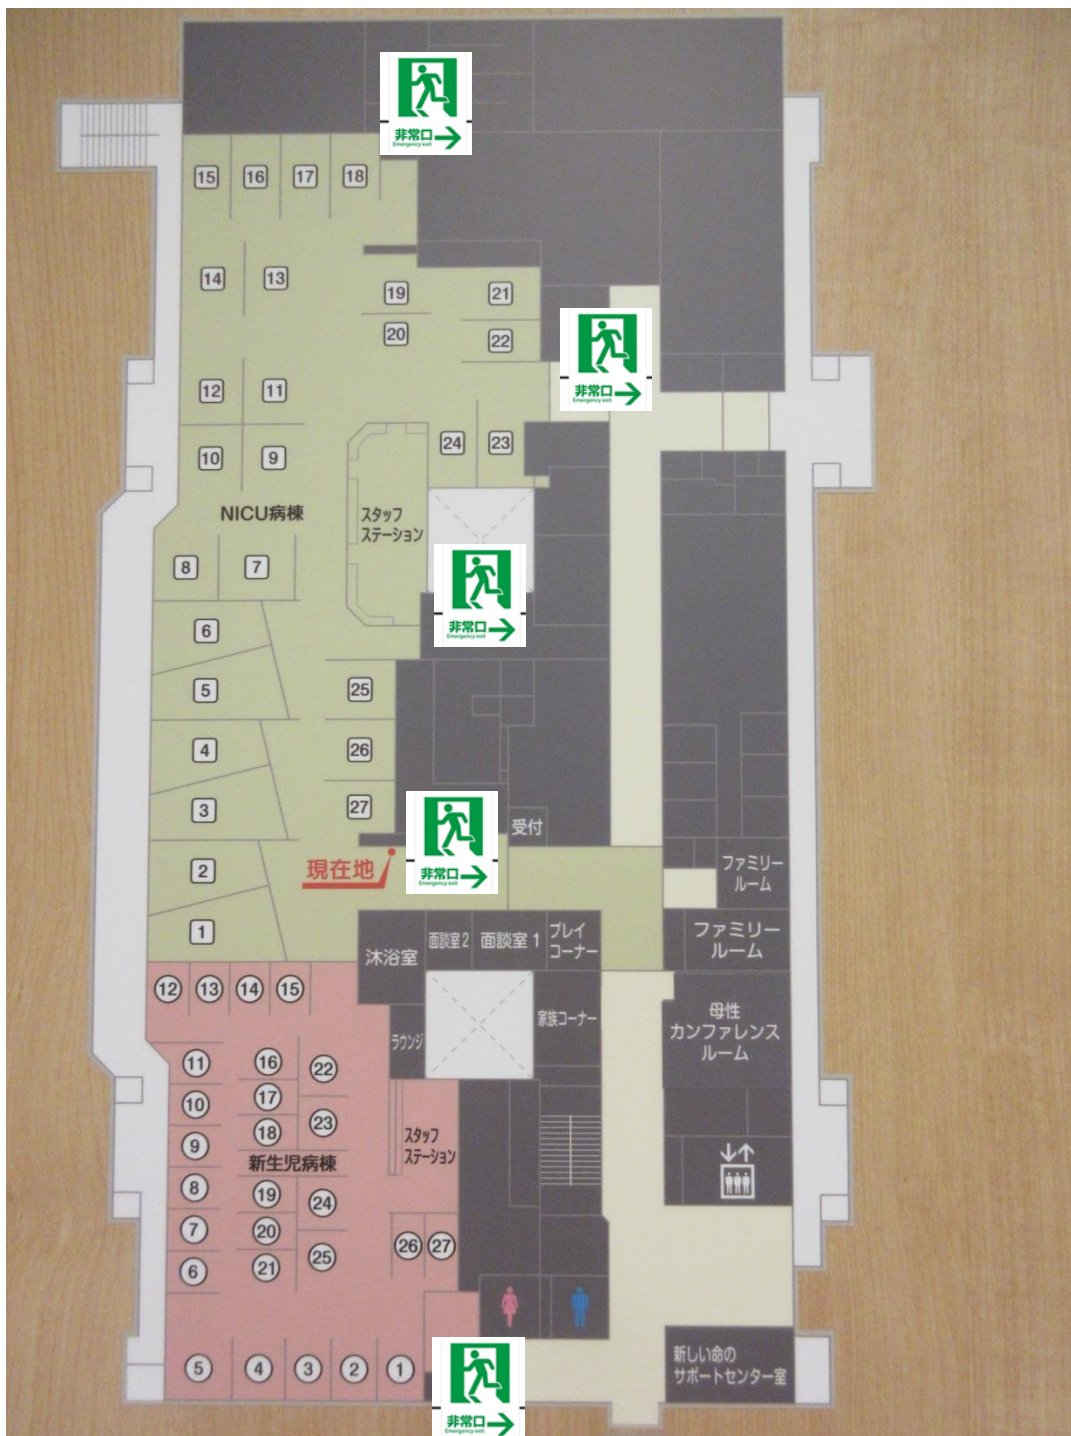 非常口
Emergency exit
15
16
17
18
14
13
19
21
20
22
非常口
Emergency exit
12
11
10
9
24
23
NICU病棟
スタッフ
ステーション
8
7
非常口
Emergency exit
6
5
25
4
26
3
27
受付
非常口
Emergency exit
現在地
2
1
ファミリー
ルーム
ファミリー
ルーム
沐浴室
面談室2
面談室1
プレイ
コーナー
12
13
14
15
母性
カンファレンス
ルーム
家族コーナー
ラウンジ
11
16
22
10
17
23
9
18
スタッフ
ステーション
新生児病棟
8
19
24
7
20
25
6
21
26
27
5
4
3
2
1
新しい命の
サポートセンター室
非常口
Emergency exit